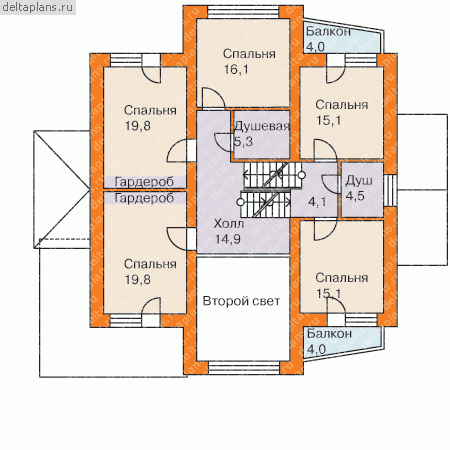 deltaplans.ru
Балкон
4,0
Спальня
16,1
Спальня
19,8
Спальня
15,1
Душевая
5,3
Гардероб
Гардероб
4,1
Душ
4,5
Холл
14,9
Спальня
19,8
Спальня
15,1
Второй свет
Балкон
4,0